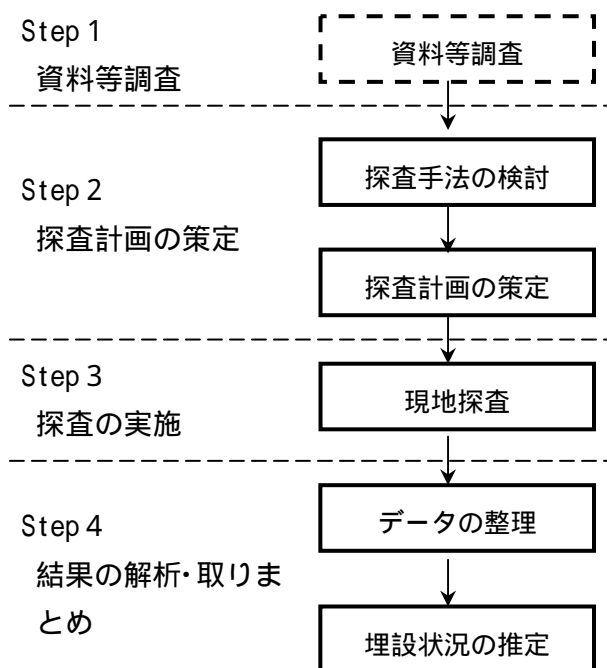 Step 1
資料等調査
資料等調査
Step 2
探査計画の策定
探査手法の検討
探査計画の策定
Step 3
探査の実施
現地探査
Step 4
結果の解析・取りま
とめ
データの整理
埋設状況の推定